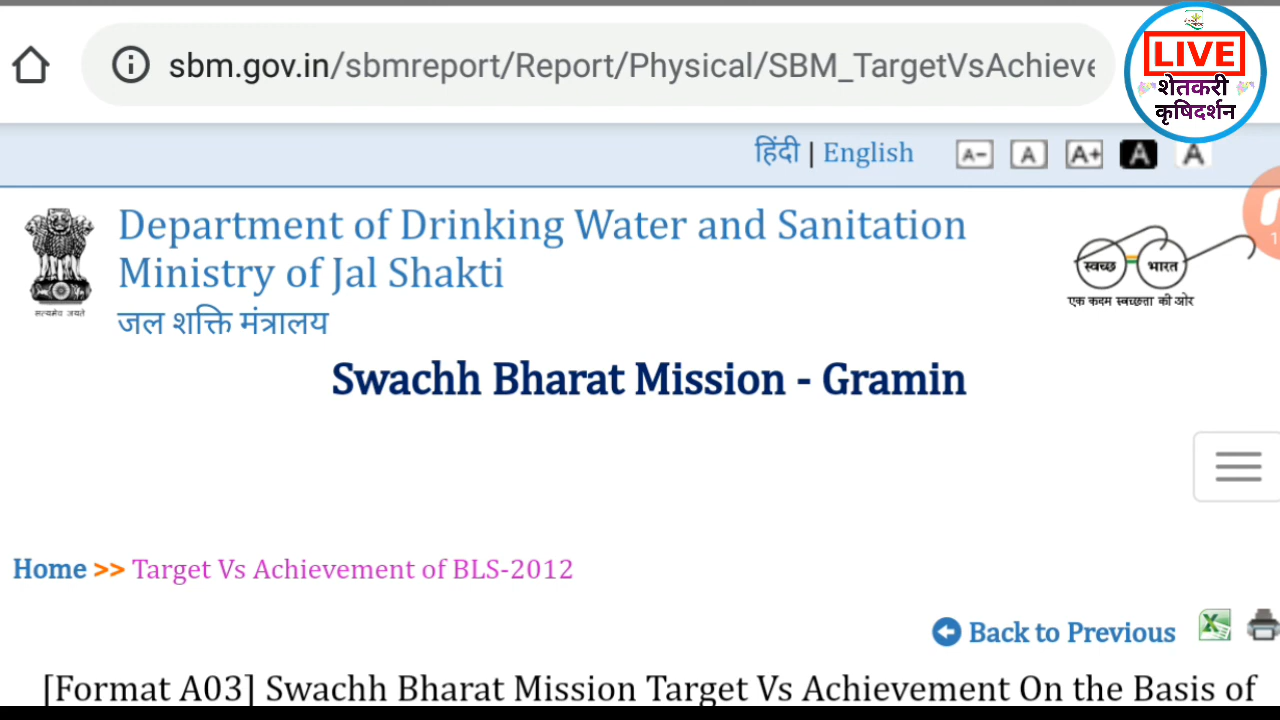 sbm.gov.in/sbmreport/Report/Physical/SBM_TargetVsAchieve
LIVE
शेतकरी
कृषिदर्शन
हिंदी | English A- A A+ A A
Department of Drinking Water and Sanitation
Ministry of Jal Shakti
जल शक्ति मंत्रालय
सत्यमेव जयते
स्वच्छ भारत
एक कदम स्वच्छता की ओर
Swachh Bharat Mission - Gramin
Home >> Target Vs Achievement of BLS-2012
Back to Previous
[Format A03] Swachh Bharat Mission Target Vs Achievement On the Basis of